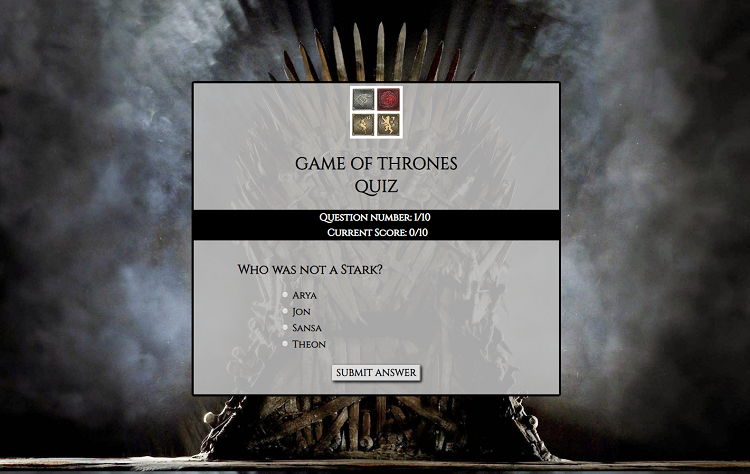 GAME OF THRONES
QUIZ
Question number: 1/10
Current Score: 0/10
Who was not a Stark?
Arya
Jon
Sansa
Theon
SUBMIT ANSWER